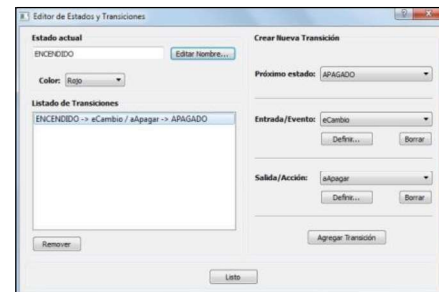 Editor de Estados y Transiciones
Estado actual
ENCENDIDO
Editar Nombre...
Color: Rojo
Listado de Transiciones
ENCENDIDO -> eCambio / aApagar -> APAGADO
Remover
Crear Nueva Transición
Próximo estado: APAGADO
Entrada/Evento: eCambio
Definir... Borrar
Salida/Acción: aApagar
Definir... Borrar
Agregar Transición
Listo